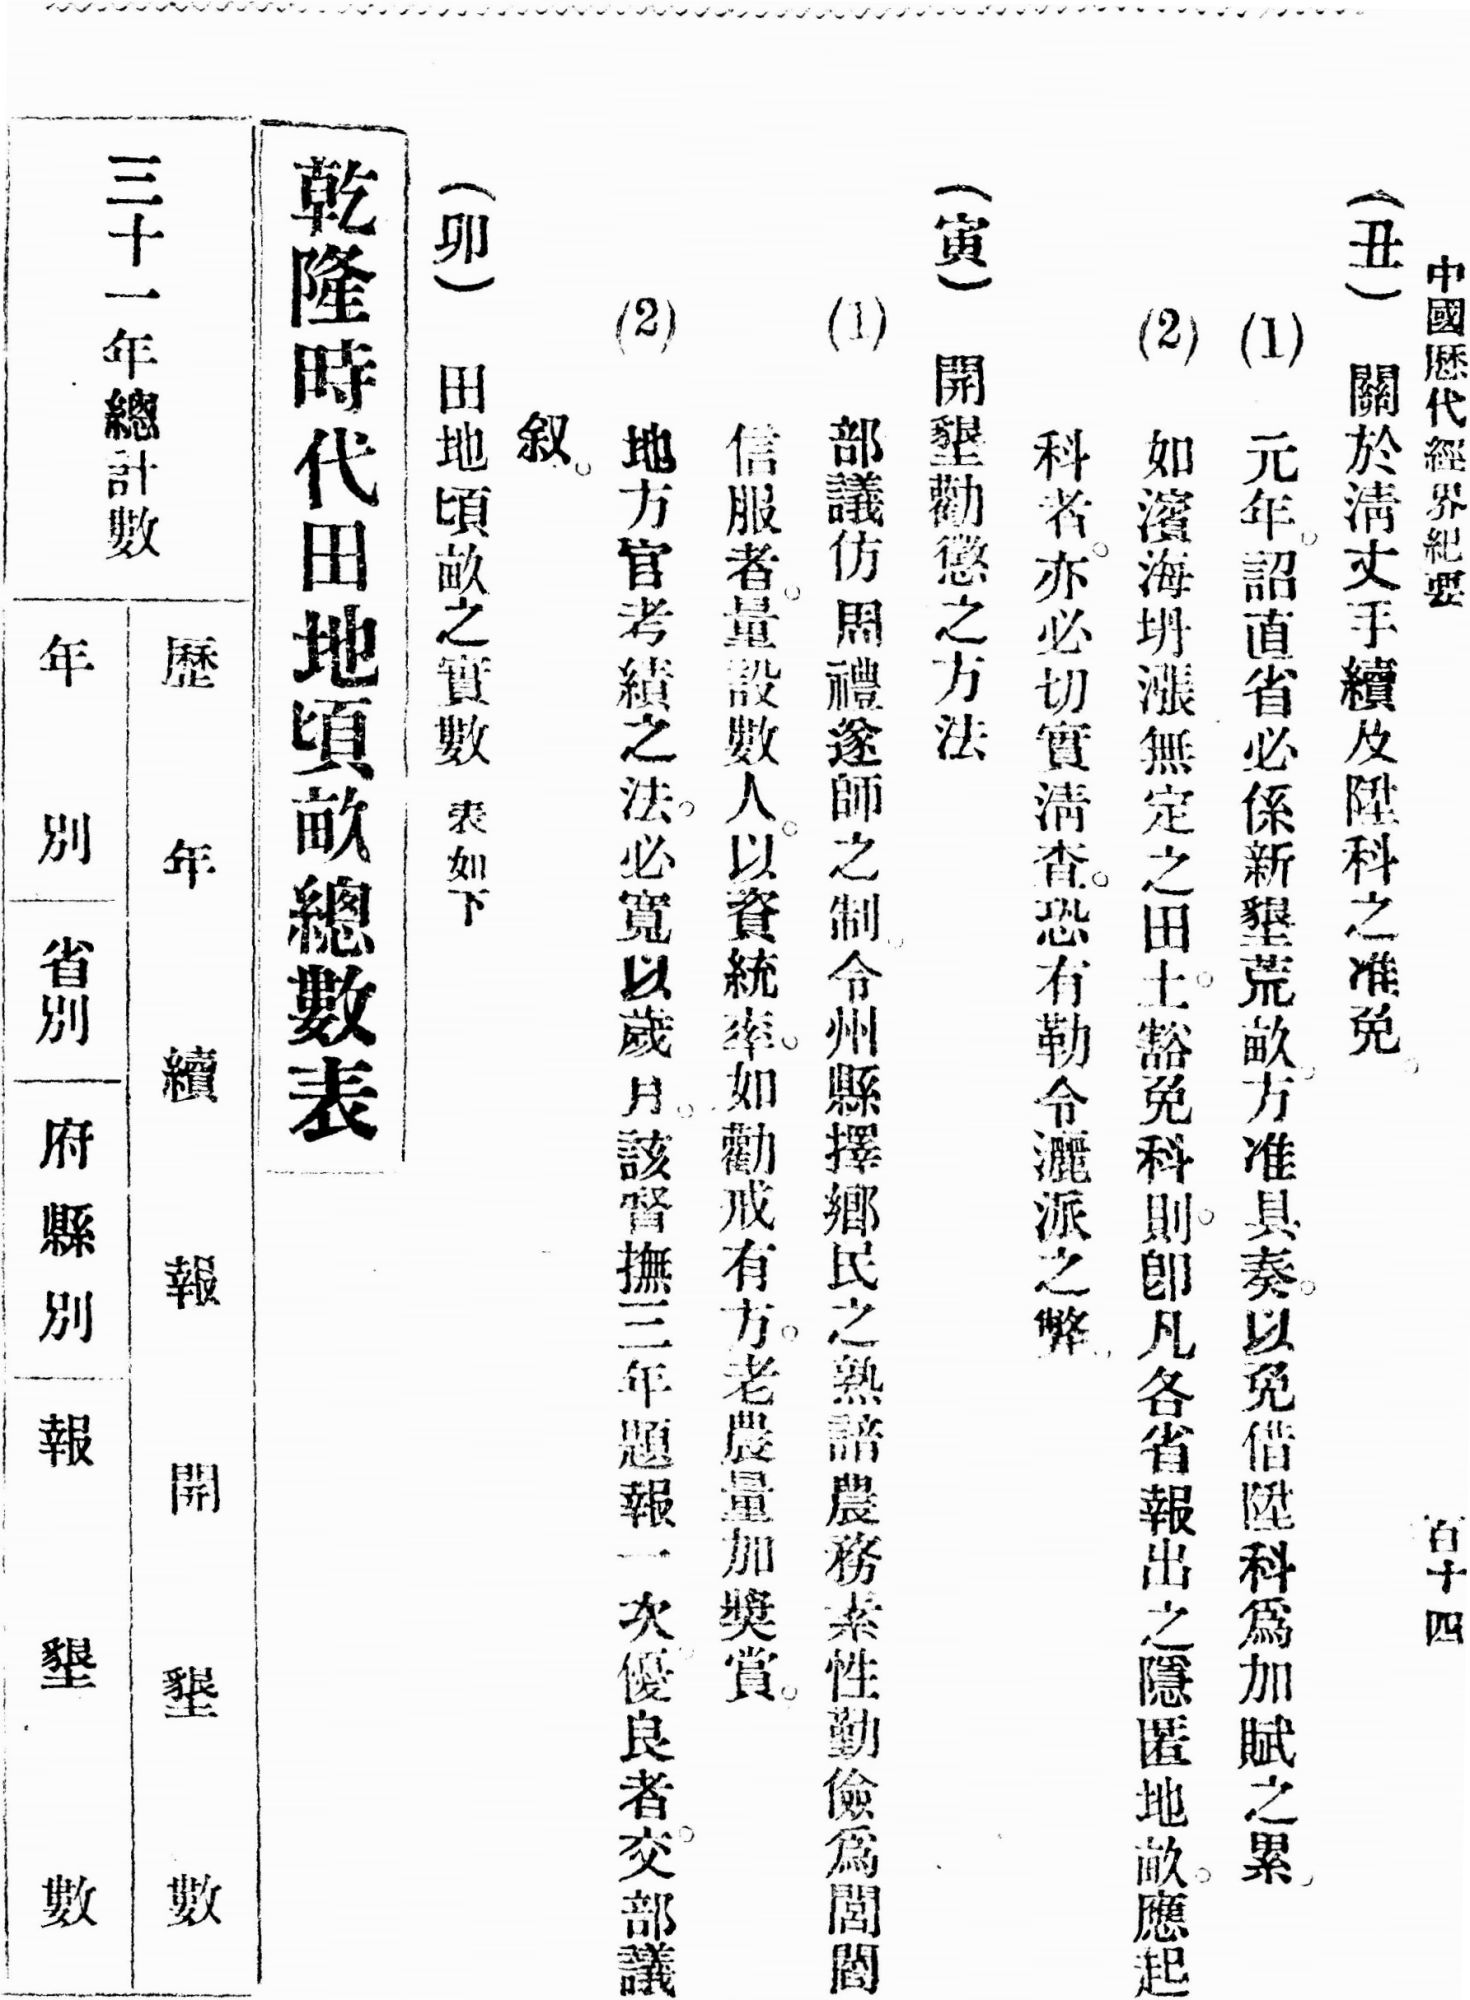 中國歷代經界紀要 百十四
(丑) 關於清丈手續及陞科之准免。
(1) 元年。詔直省必係新墾荒畝。方准具奏。以免借陞科爲加賦之累。
(2) 如濱海坍漲無定之田土。豁免科則。卽凡各省報出之隱匿地畝。應起
科者。亦必切實清查。恐有勒令灑派之弊。
(寅) 開墾勸懲之方法
(1) 部議仿周禮遂師之制。令州縣擇鄉民之熟諳農務素性勤儉爲閭閻
信服者。量設數人。以資統率。如勸戒有方。老農量加獎賞。
(2) 地方官考績之法。必寬以歲月。該督撫三年題報一次。優良者。交部議
叙。
(卯) 田地頃畝之實數 表如下
乾隆時代田地頃畝總數表
三十一年總計數
歷年續報開墾數
年別
省別
府縣別
報墾數